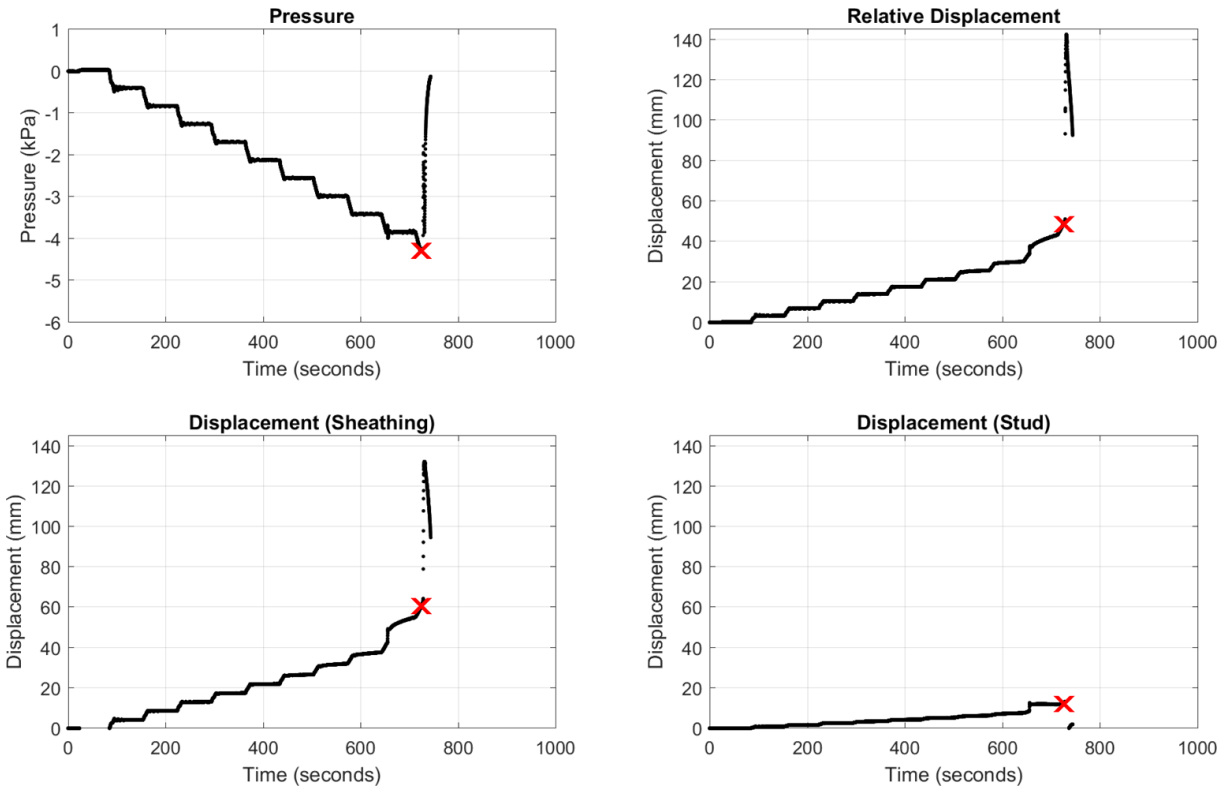 Pressure
1
0
-1
-2
-3
-4
-5
-6
Pressure (kPa)
0 200 400 600 800 1000
Time (seconds)
Relative Displacement
140
120
100
80
60
40
20
0
Displacement (mm)
0 200 400 600 800 1000
Time (seconds)
Displacement (Sheathing)
140
120
100
80
60
40
20
0
Displacement (mm)
0 200 400 600 800 1000
Time (seconds)
Displacement (Stud)
140
120
100
80
60
40
20
0
Displacement (mm)
0 200 400 600 800 1000
Time (seconds)